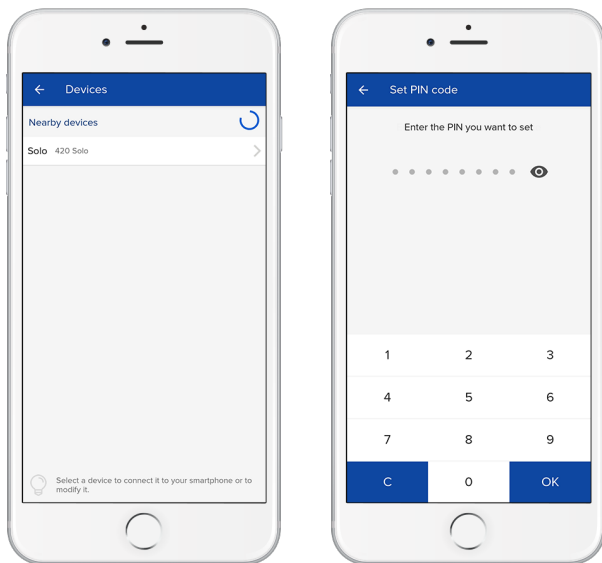 Devices
Nearby devices
Solo 420 Solo
Select a device to connect it to your smartphone or to
modify it.
Set PIN code
Enter the PIN you want to set
1 2 3
4 5 6
7 8 9
C 0 OK